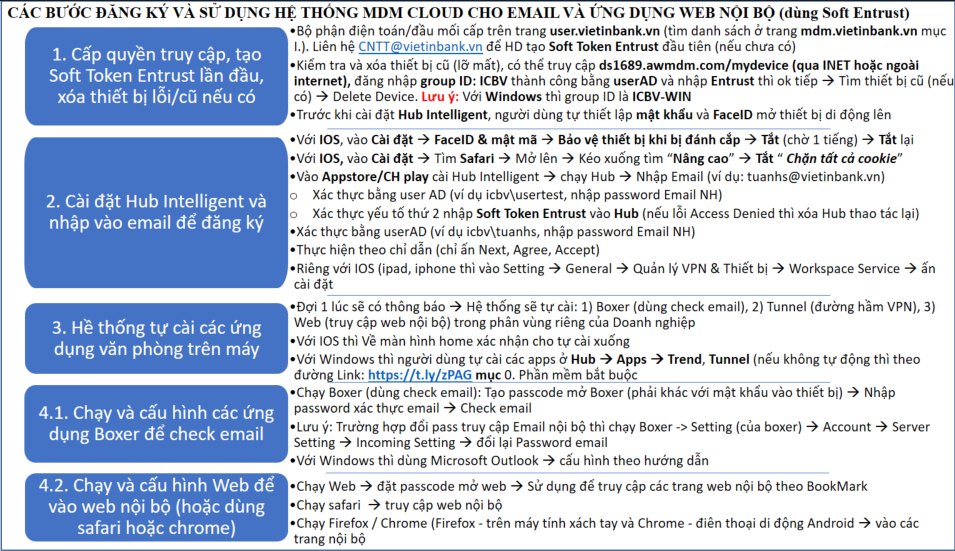 CÁC BƯỚC ĐĂNG KÝ VÀ SỬ DỤNG HỆ THỐNG MDM CLOUD CHO EMAIL VÀ ỨNG DỤNG WEB NỘI BỘ (dùng Soft Entrust)
1. Cấp quyền truy cập, tạo
Soft Token Entrust lần đầu,
xóa thiết bị lỗi/cũ nếu có
•Bộ phận điện toán/đầu mối cấp trên trang user.vietinbank.vn (tìm danh sách ở trang mdm.vietinbank.vn mục
I.). Liên hệ CNTT@vietinbank.vn để HD tạo Soft Token Entrust đầu tiên (nếu chưa có)
•Kiểm tra và xóa thiết bị cũ (lỡ mất), có thể truy cập ds1689.awmdm.com/mydevice (qua INET hoặc ngoài
internet), đăng nhập group ID: ICBV thành công bằng userAD và nhập Entrust thì ok tiếp → Tìm thiết bị cũ (nếu
có) → Delete Device. Lưu ý: Với Windows thì group ID là ICBV-WIN
•Trước khi cài đặt Hub Intelligent, người dùng tự thiết lập mật khẩu và FaceID mở thiết bị di động lên
2. Cài đặt Hub Intelligent và
nhập vào email để đăng ký
•Với IOS, vào Cài đặt → FaceID & mật mã → Bảo vệ thiết bị khi bị đánh cắp → Tắt (chờ 1 tiếng) → Tắt lại
•Với IOS, vào Cài đặt → Tìm Safari → Mở lên → Kéo xuống tìm “Nâng cao” → Tắt “ Chặn tất cả cookie”
•Vào Appstore/CH play cài Hub Intelligent → chạy Hub → Nhập Email (ví dụ: tuanhs@vietinbank.vn)
o Xác thực bằng user AD (ví dụ icbv\usertest, nhập password Email NH)
o Xác thực yếu tố thứ 2 nhập Soft Token Entrust vào Hub (nếu lỗi Access Denied thì xóa Hub thao tác lại)
•Xác thực bằng userAD (ví dụ icbv\tuanhs, nhập password Email NH)
•Thực hiện theo chỉ dẫn (chỉ ấn Next, Agree, Accept)
•Riêng với IOS (ipad, iphone thì vào Setting → General → Quản lý VPN & Thiết bị → Workspace Service → ấn
cài đặt
3. Hề thống tự cài các ứng
dụng văn phòng trên máy
•Đợi 1 lúc sẽ có thông báo → Hệ thống sẽ tự cài: 1) Boxer (dùng check email), 2) Tunnel (đường hầm VPN), 3)
Web (truy cập web nội bộ) trong phân vùng riêng của Doanh nghiệp
•Với IOS thì Về màn hình home xác nhận cho tự cài xuống
•Với Windows thì người dùng tự cài các apps ở Hub → Apps → Trend, Tunnel (nếu không tự động thì theo
đường Link: https://t.ly/zPAG mục 0. Phần mềm bắt buộc
4.1. Chạy và cấu hình các ứng
dụng Boxer để check email
•Chạy Boxer (dùng check email): Tạo passcode mở Boxer (phải khác với mật khẩu vào thiết bị) → Nhập
password xác thực email → Check email
•Lưu ý: Trường hợp đổi pass truy cập Email nội bộ thì chạy Boxer -> Setting (của boxer) → Account → Server
Setting → Incoming Setting → đổi lại Password email
•Với Windows thì dùng Microsoft Outlook → cấu hình theo hướng dẫn
4.2. Chạy và cấu hình Web để
vào web nội bộ (hoặc dùng
safari hoặc chrome)
•Chạy Web → đặt passcode mở web → Sử dụng để truy cập các trang web nội bộ theo BookMark
•Chạy safari → truy cập web nội bộ
•Chạy Firefox / Chrome (Firefox - trên máy tính xách tay và Chrome - điên thoại di động Android → vào các
trang nội bộ